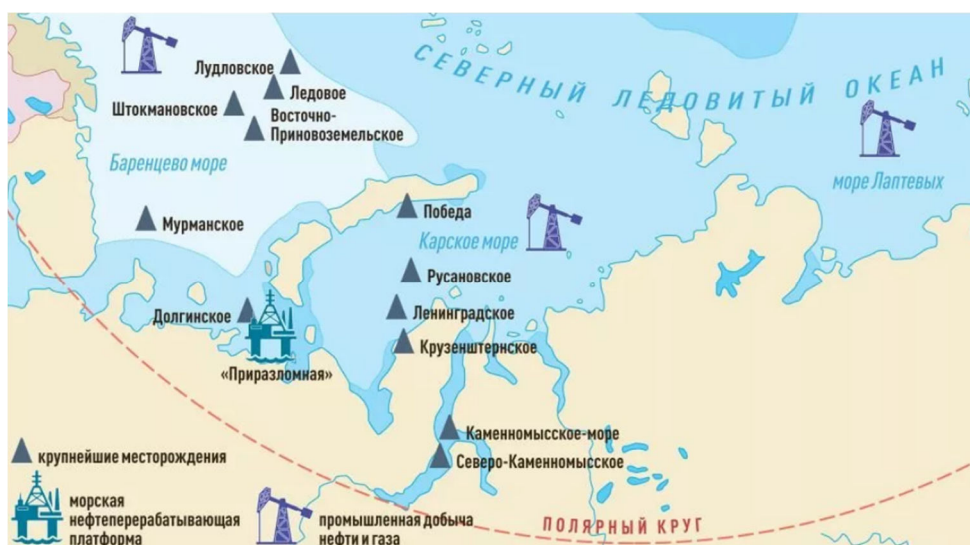 СЕВЕРНЫЙ ЛЕДОВИТЫЙ ОКЕАН
Лудловское
Ледовое
Штокмановское
Восточно-
Приновоземельское
Баренцево море
море Лаптевых
Победа
Мурманское
Карское море
Русановское
Долгинское
Ленинградское
Крузенштернское
«Приразломная»
Каменномысское-море
Северо-Каменномысское
крупнейшие месторождения
морская
нефтеперерабатывающая
платформа
промышленная добыча
нефти и газа
ПОЛЯРНЫЙ КРУГ